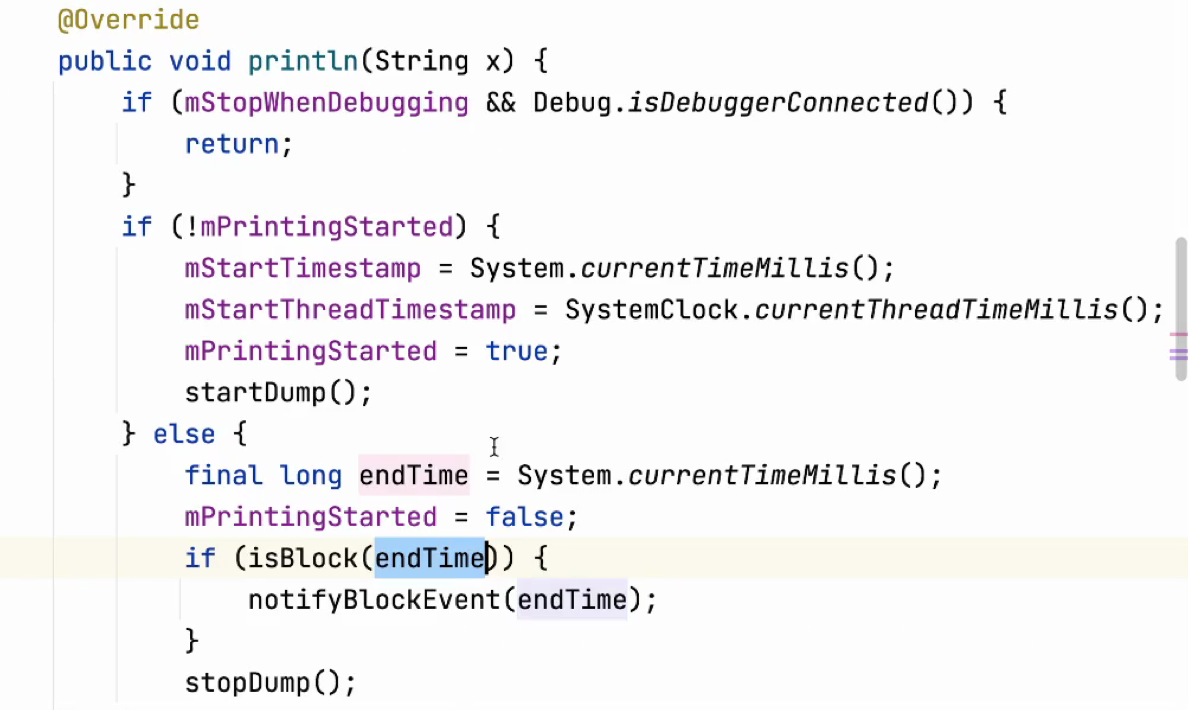 @Override
public void println(String x) {
if (mStopWhenDebugging && Debug.isDebuggerConnected()) {
return;
}
if (!mPrintingStarted) {
mStartTimestamp = System.currentTimeMillis();
mStartThreadTimestamp = SystemClock.currentThreadTimeMillis();
mPrintingStarted = true;
startDump();
} else {
final long endTime = System.currentTimeMillis();
mPrintingStarted = false;
if (isBlock(endTime)) {
notifyBlockEvent(endTime);
}
stopDump();